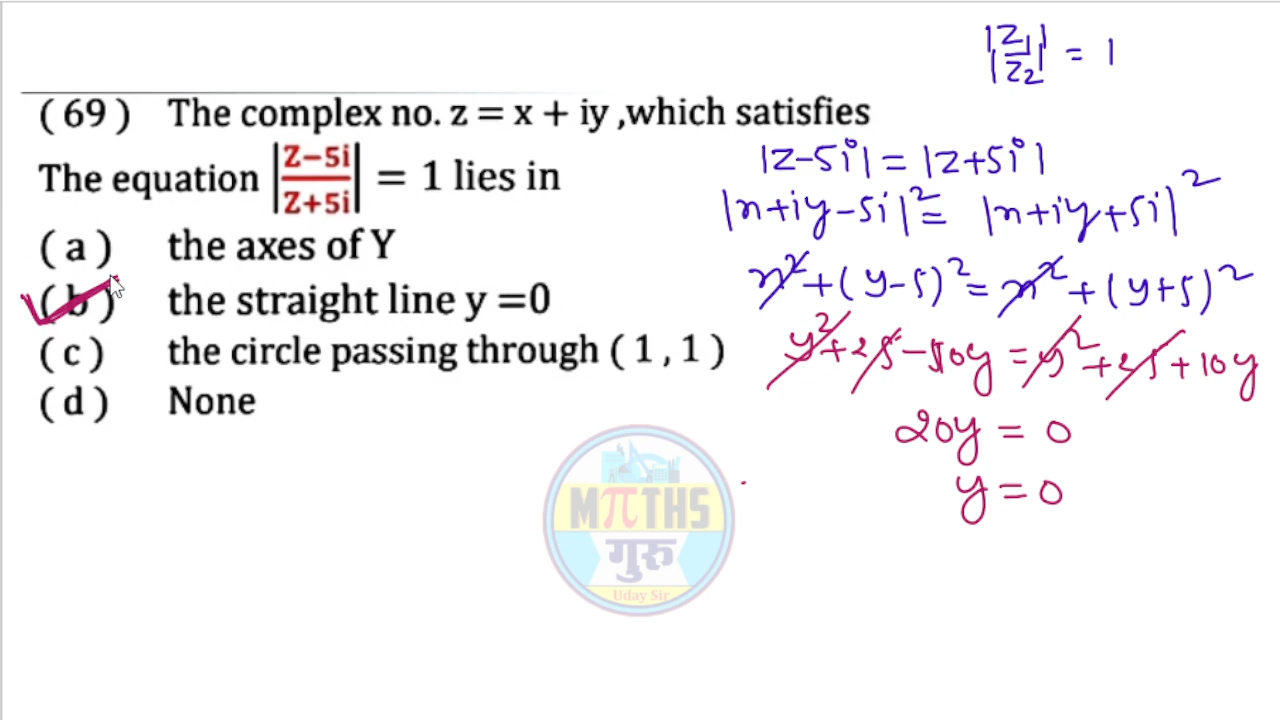 ( 69 ) The complex no. z = x + iy ,which satisfies
The equation |Z−5i / Z+5i| = 1 lies in
( a ) the axes of Y
( b ) the straight line y =0
( c ) the circle passing through ( 1 , 1 )
( d ) None
|Z₁ / Z₂| = 1
|Z-5i| = |Z+5i|
|x+iy-5i|² = |x+iy+5i|²
x² + (y-5)² = x² + (y+5)²
y²+25-10y = y²+25+10y
20y = 0
y = 0
MπTHS
गुरु
Uday Sir